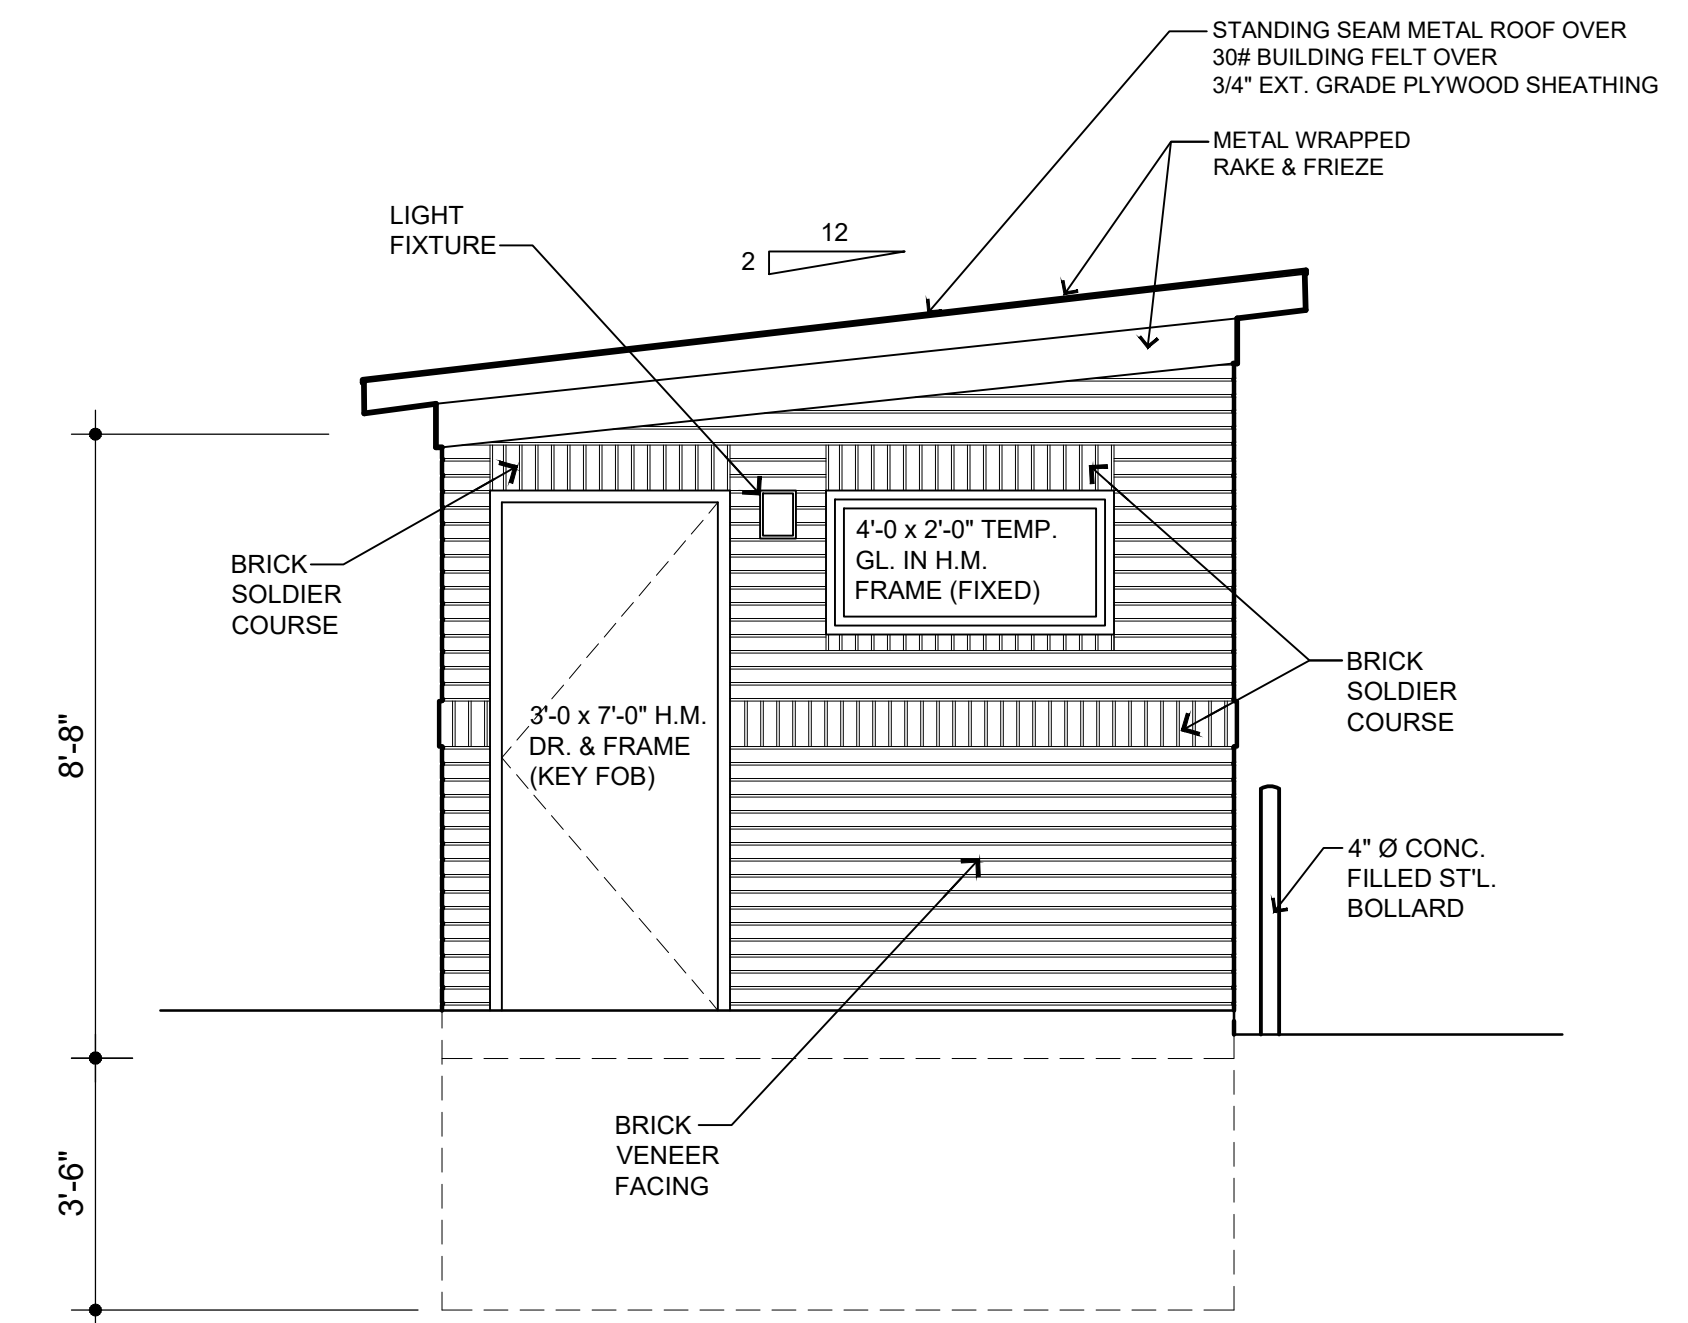 STANDING SEAM METAL ROOF OVER
30# BUILDING FELT OVER
3/4" EXT. GRADE PLYWOOD SHEATHING
METAL WRAPPED
RAKE & FRIEZE
LIGHT
FIXTURE
12
2
4'-0 x 2'-0" TEMP.
GL. IN H.M.
FRAME (FIXED)
BRICK
SOLDIER
COURSE
BRICK
SOLDIER
COURSE
3'-0 x 7'-0" H.M.
DR. & FRAME
(KEY FOB)
8'-8"
4" Ø CONC.
FILLED ST'L.
BOLLARD
BRICK
VENEER
FACING
3'-6"